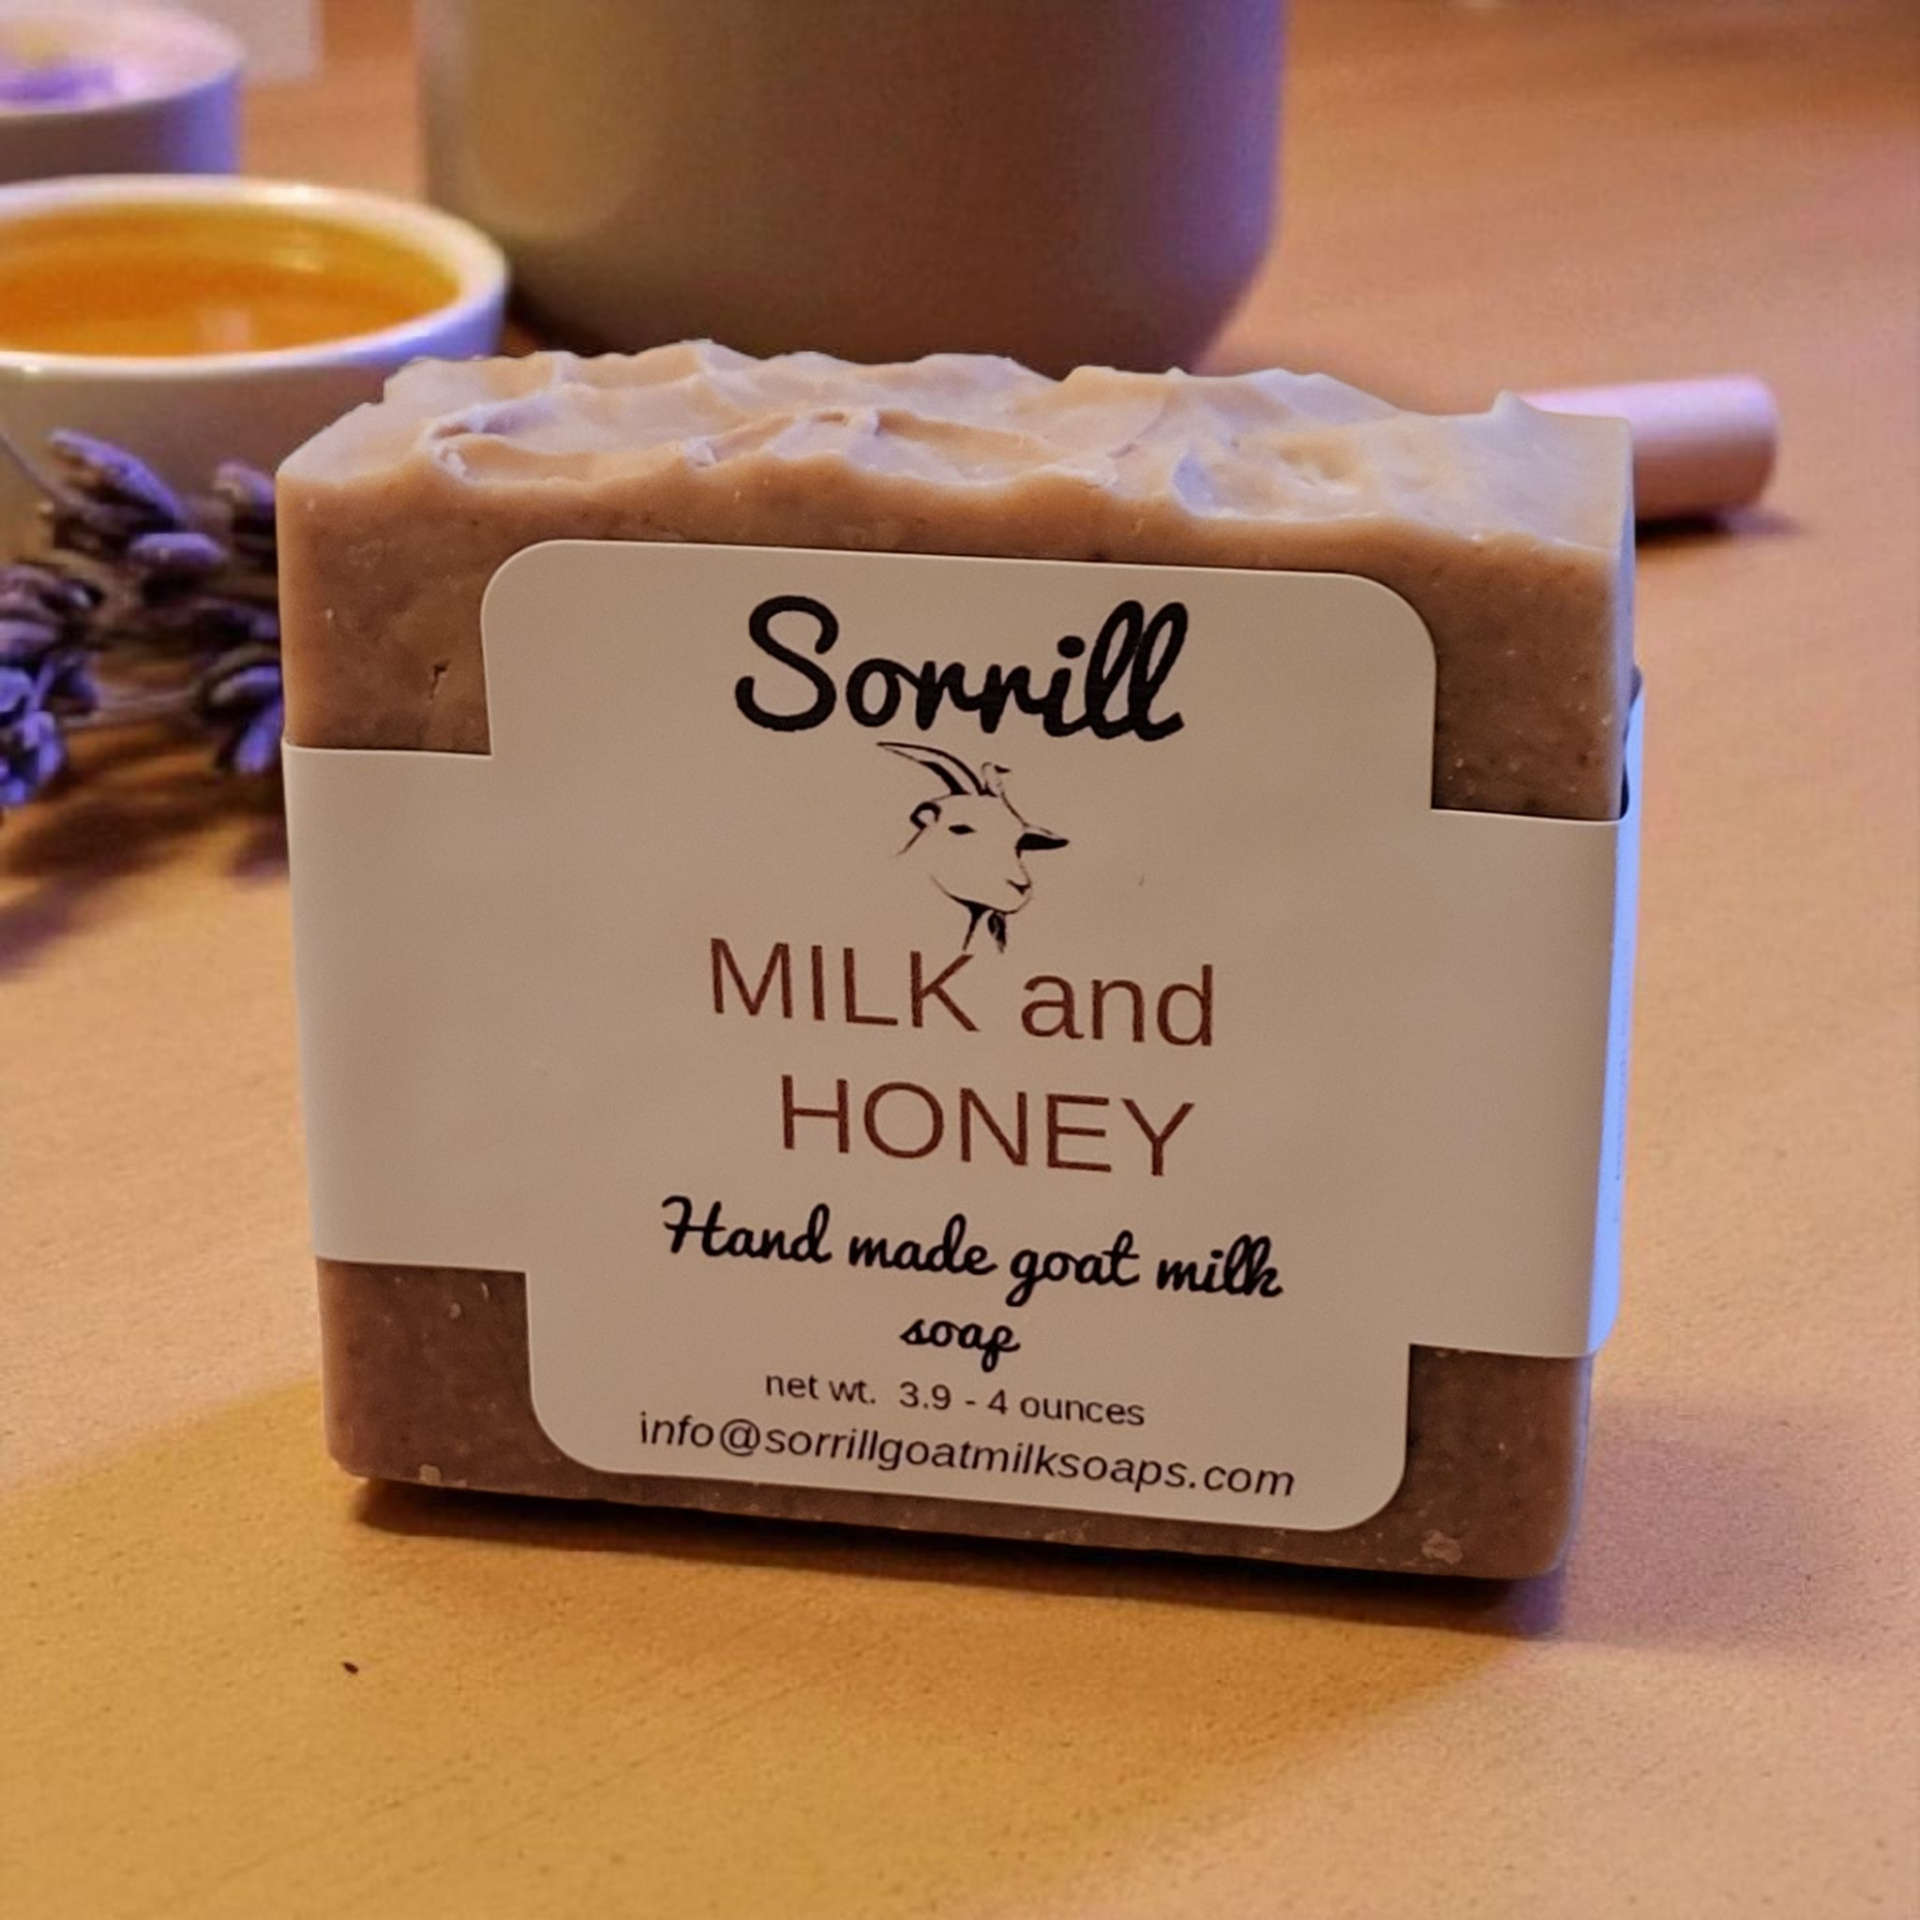 Sorrill
MILK and
HONEY
Hand made goat milk
soap
net wt. 3.9 - 4 ounces
info@sorrillgoatmilksoaps.com